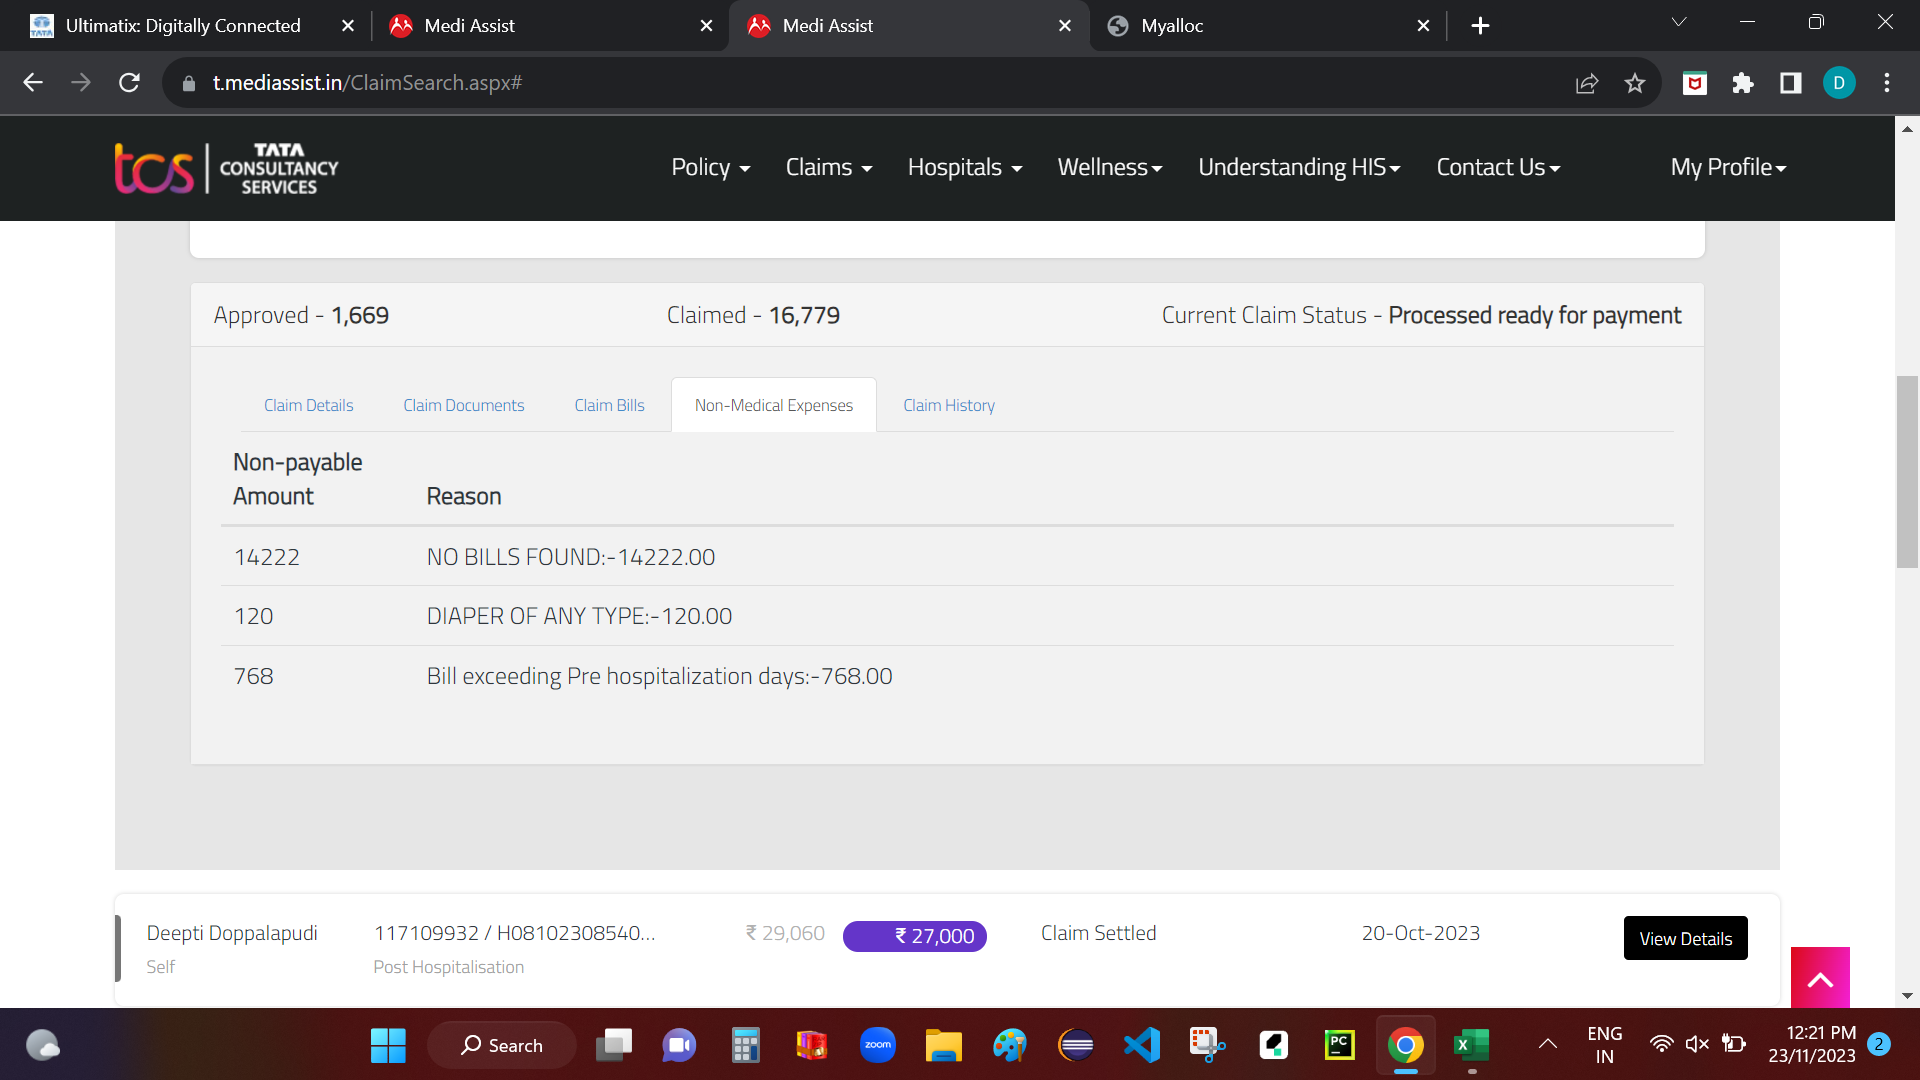 Ultimatix: Digitally Connected
Medi Assist
Medi Assist
Myalloc
t.mediassist.in/ClaimSearch.aspx#
D
tcs
TATA
CONSULTANCY
SERVICES
Policy
Claims
Hospitals
Wellness
Understanding HIS
Contact Us
My Profile
Approved - 1,669
Claimed - 16,779
Current Claim Status - Processed ready for payment
Claim Details
Claim Documents
Claim Bills
Non-Medical Expenses
Claim History
Non-payable
Amount
Reason
14222
NO BILLS FOUND:-14222.00
120
DIAPER OF ANY TYPE:-120.00
768
Bill exceeding Pre hospitalization days:-768.00
Deepti Doppalapudi
117109932 / H08102308540...
₹ 29,060
₹ 27,000
Claim Settled
20-Oct-2023
View Details
Self
Post Hospitalisation
Search
zoom
PC
X
ENG
IN
12:21 PM
23/11/2023
2